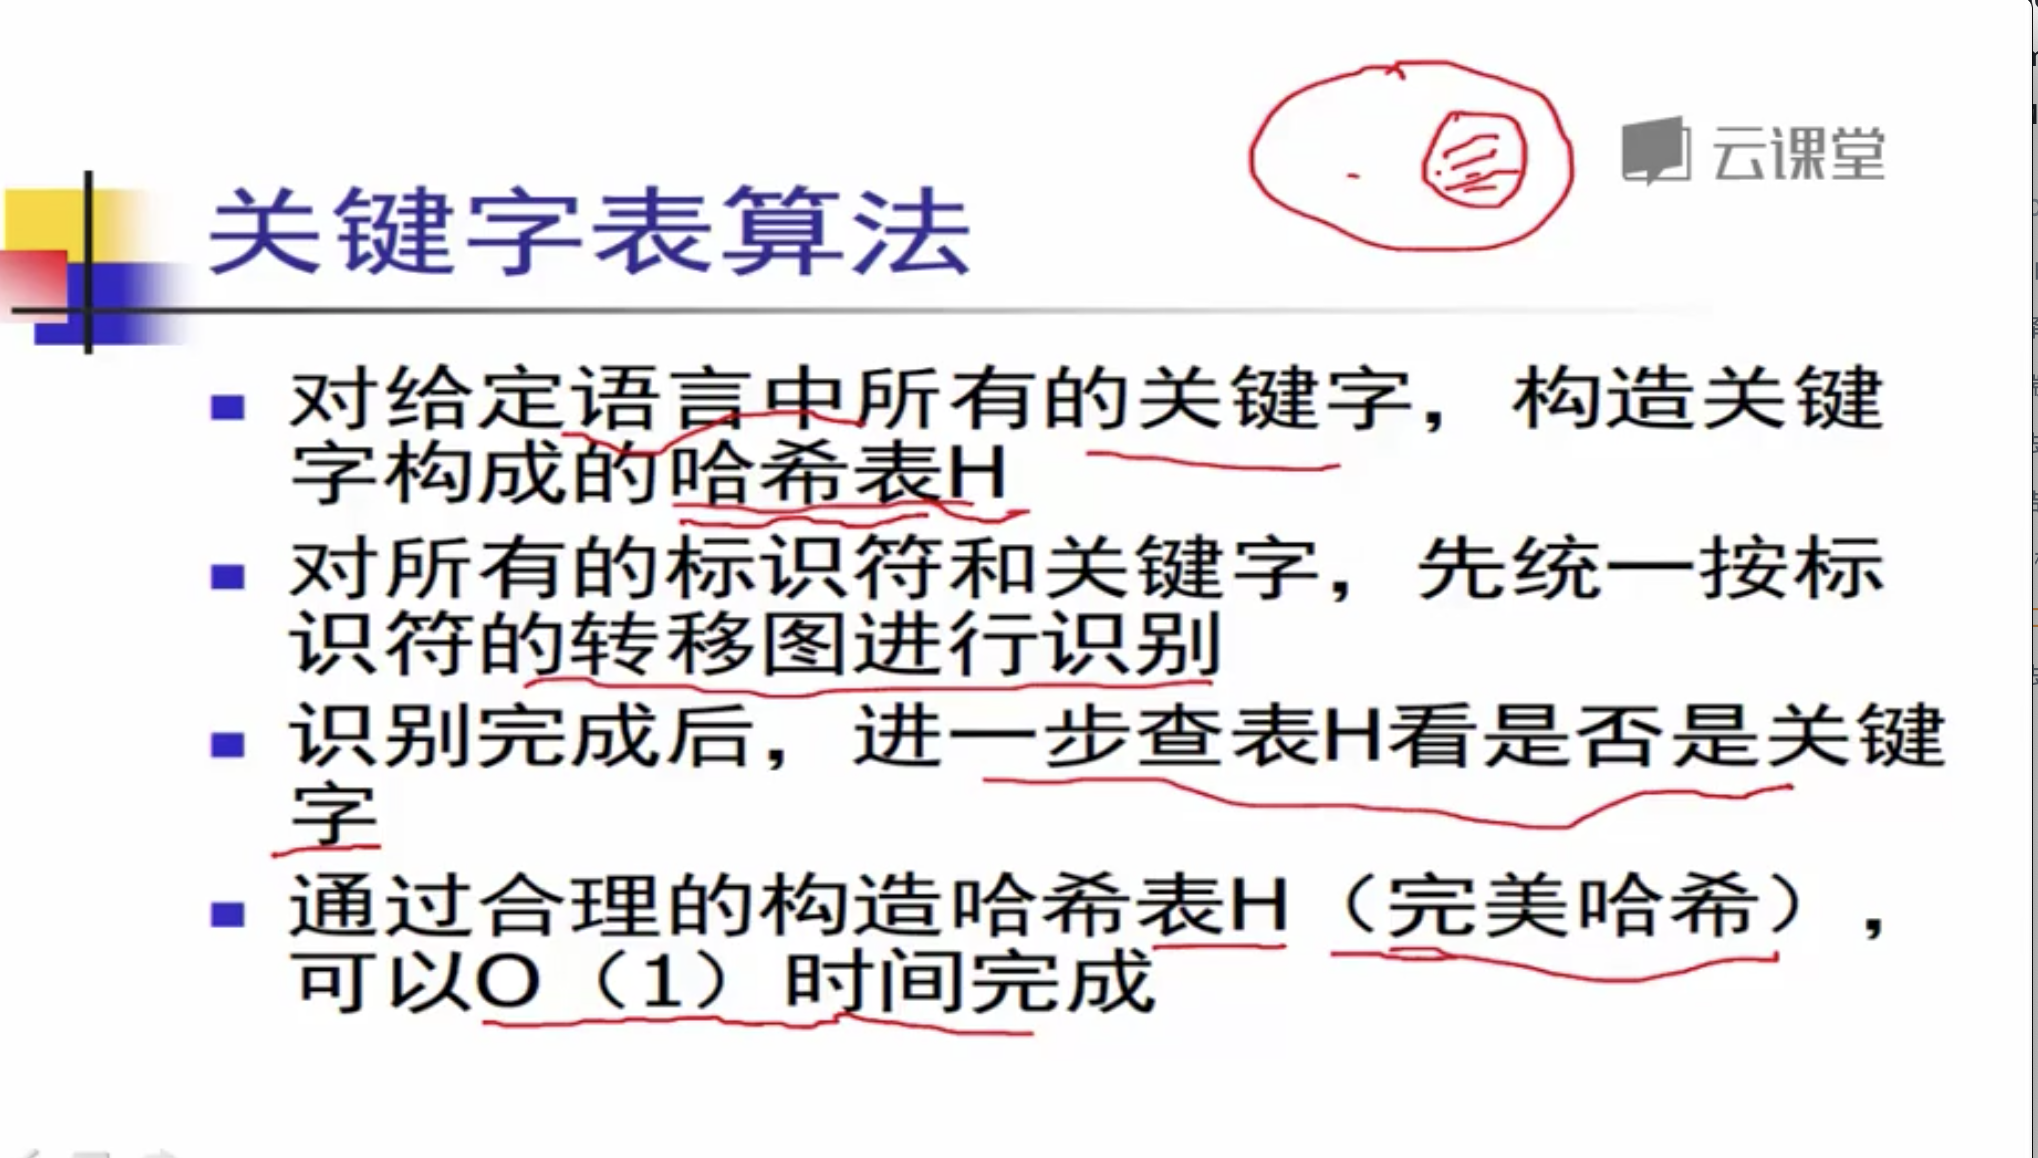 云课堂
关键字表算法
对给定语言中所有的关键字，构造关键
字构成的哈希表H
对所有的标识符和关键字，先统一按标
识符的转移图进行识别
识别完成后，进一步查表H看是否是关键
字
通过合理的构造哈希表H（完美哈希），
可以O（1）时间完成